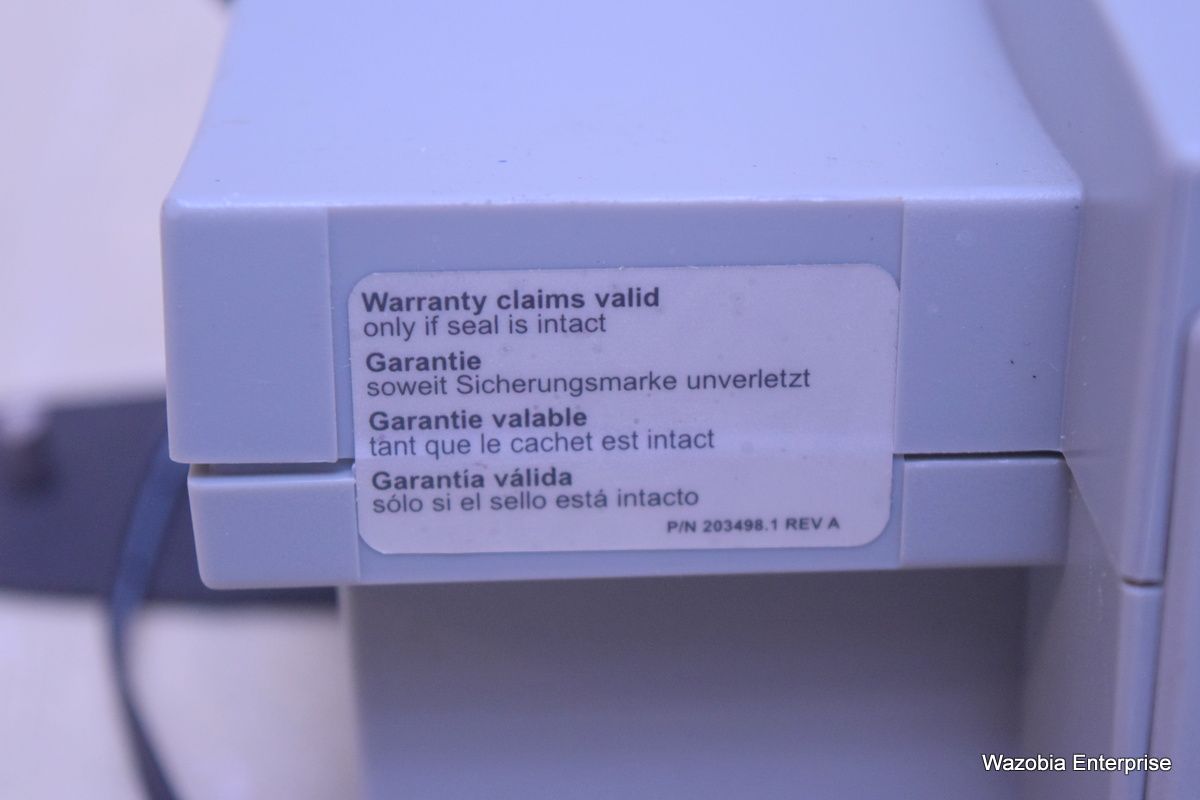 Warranty claims valid
only if seal is intact
Garantie
soweit Sicherungsmarke unverletzt
Garantie valable
tant que le cachet est intact
Garantía válida
sólo si el sello está intacto
P/N 203498.1 REV A
Wazobia Enterprise